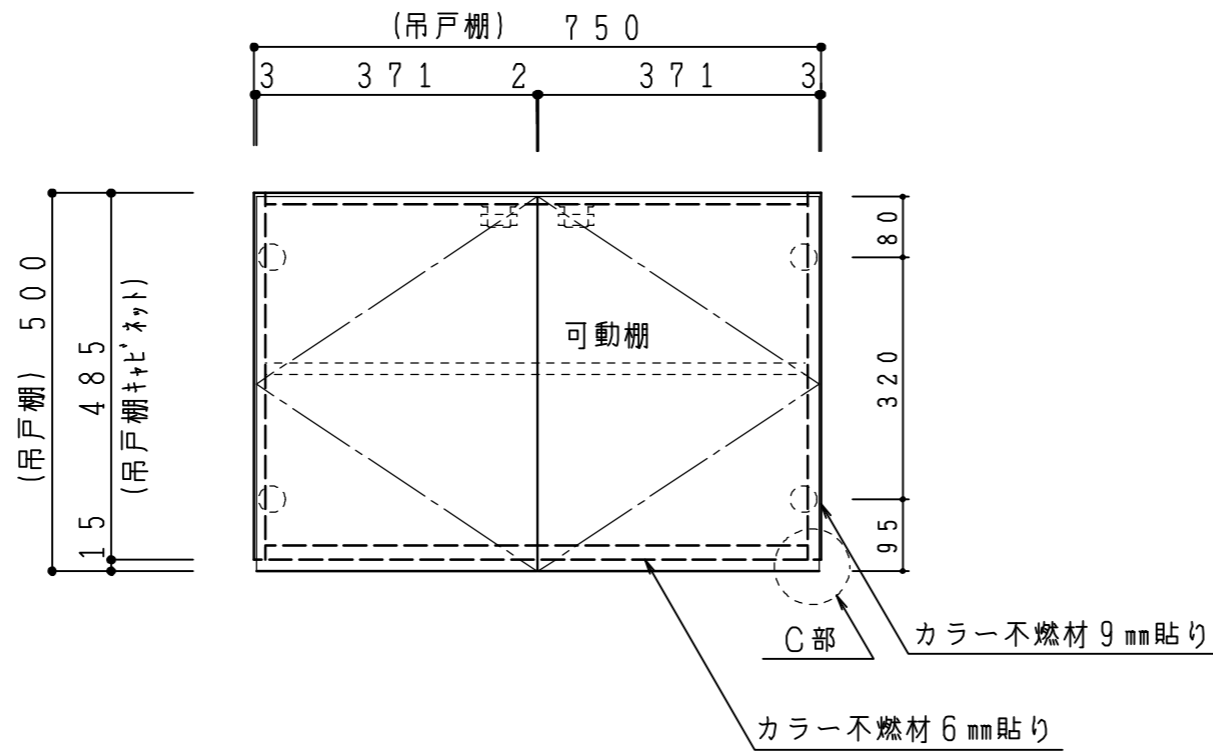 (吊戸棚) 750
3 371 2 371 3
(吊戸棚) 500
15 485
(吊戸棚ｷｬﾋﾞﾈｯﾄ)
可動棚
80
320
95
C部
カラー不燃材9㎜貼り
カラー不燃材6㎜貼り